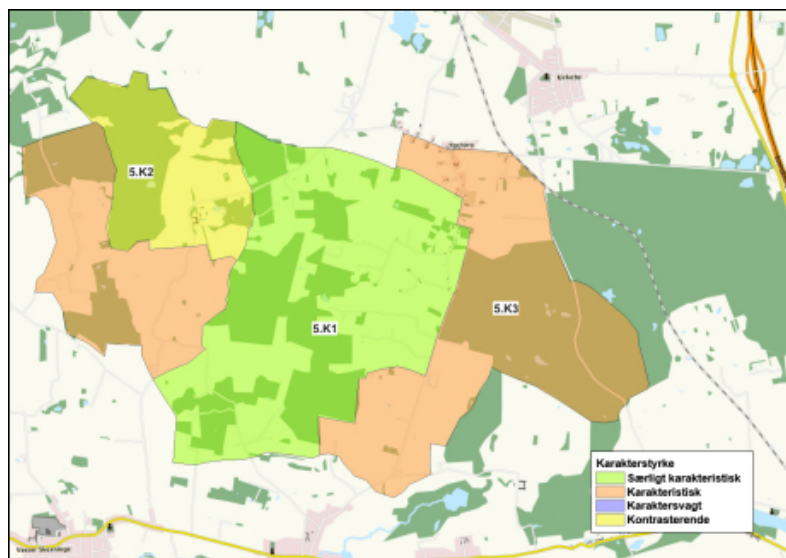 5.K2
5.K1
5.K3
Karakterstyrke
Særligt karakteristisk
Karakteristisk
Karaktersvagt
Kontrasterende